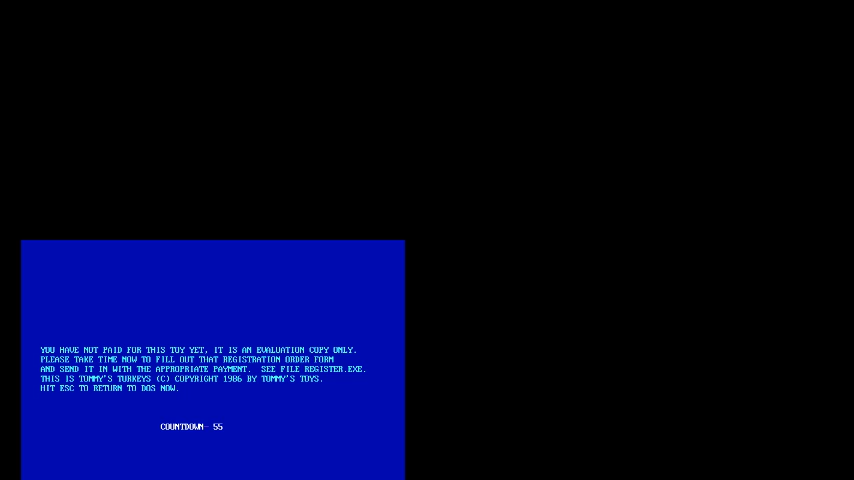 YOU HAVE NOT PAID FOR THIS TOY YET, IT IS AN EVALUATION COPY ONLY.
PLEASE TAKE TIME NOW TO FILL OUT THAT REGISTRATION ORDER FORM
AND SEND IT IN WITH THE APPROPRIATE PAYMENT.  SEE FILE REGISTER.EXE.
THIS IS TOMMY'S TURKEYS (C) COPYRIGHT 1986 BY TOMMY'S TOYS.
HIT ESC TO RETURN TO DOS NOW.
COUNTDOWN- 55